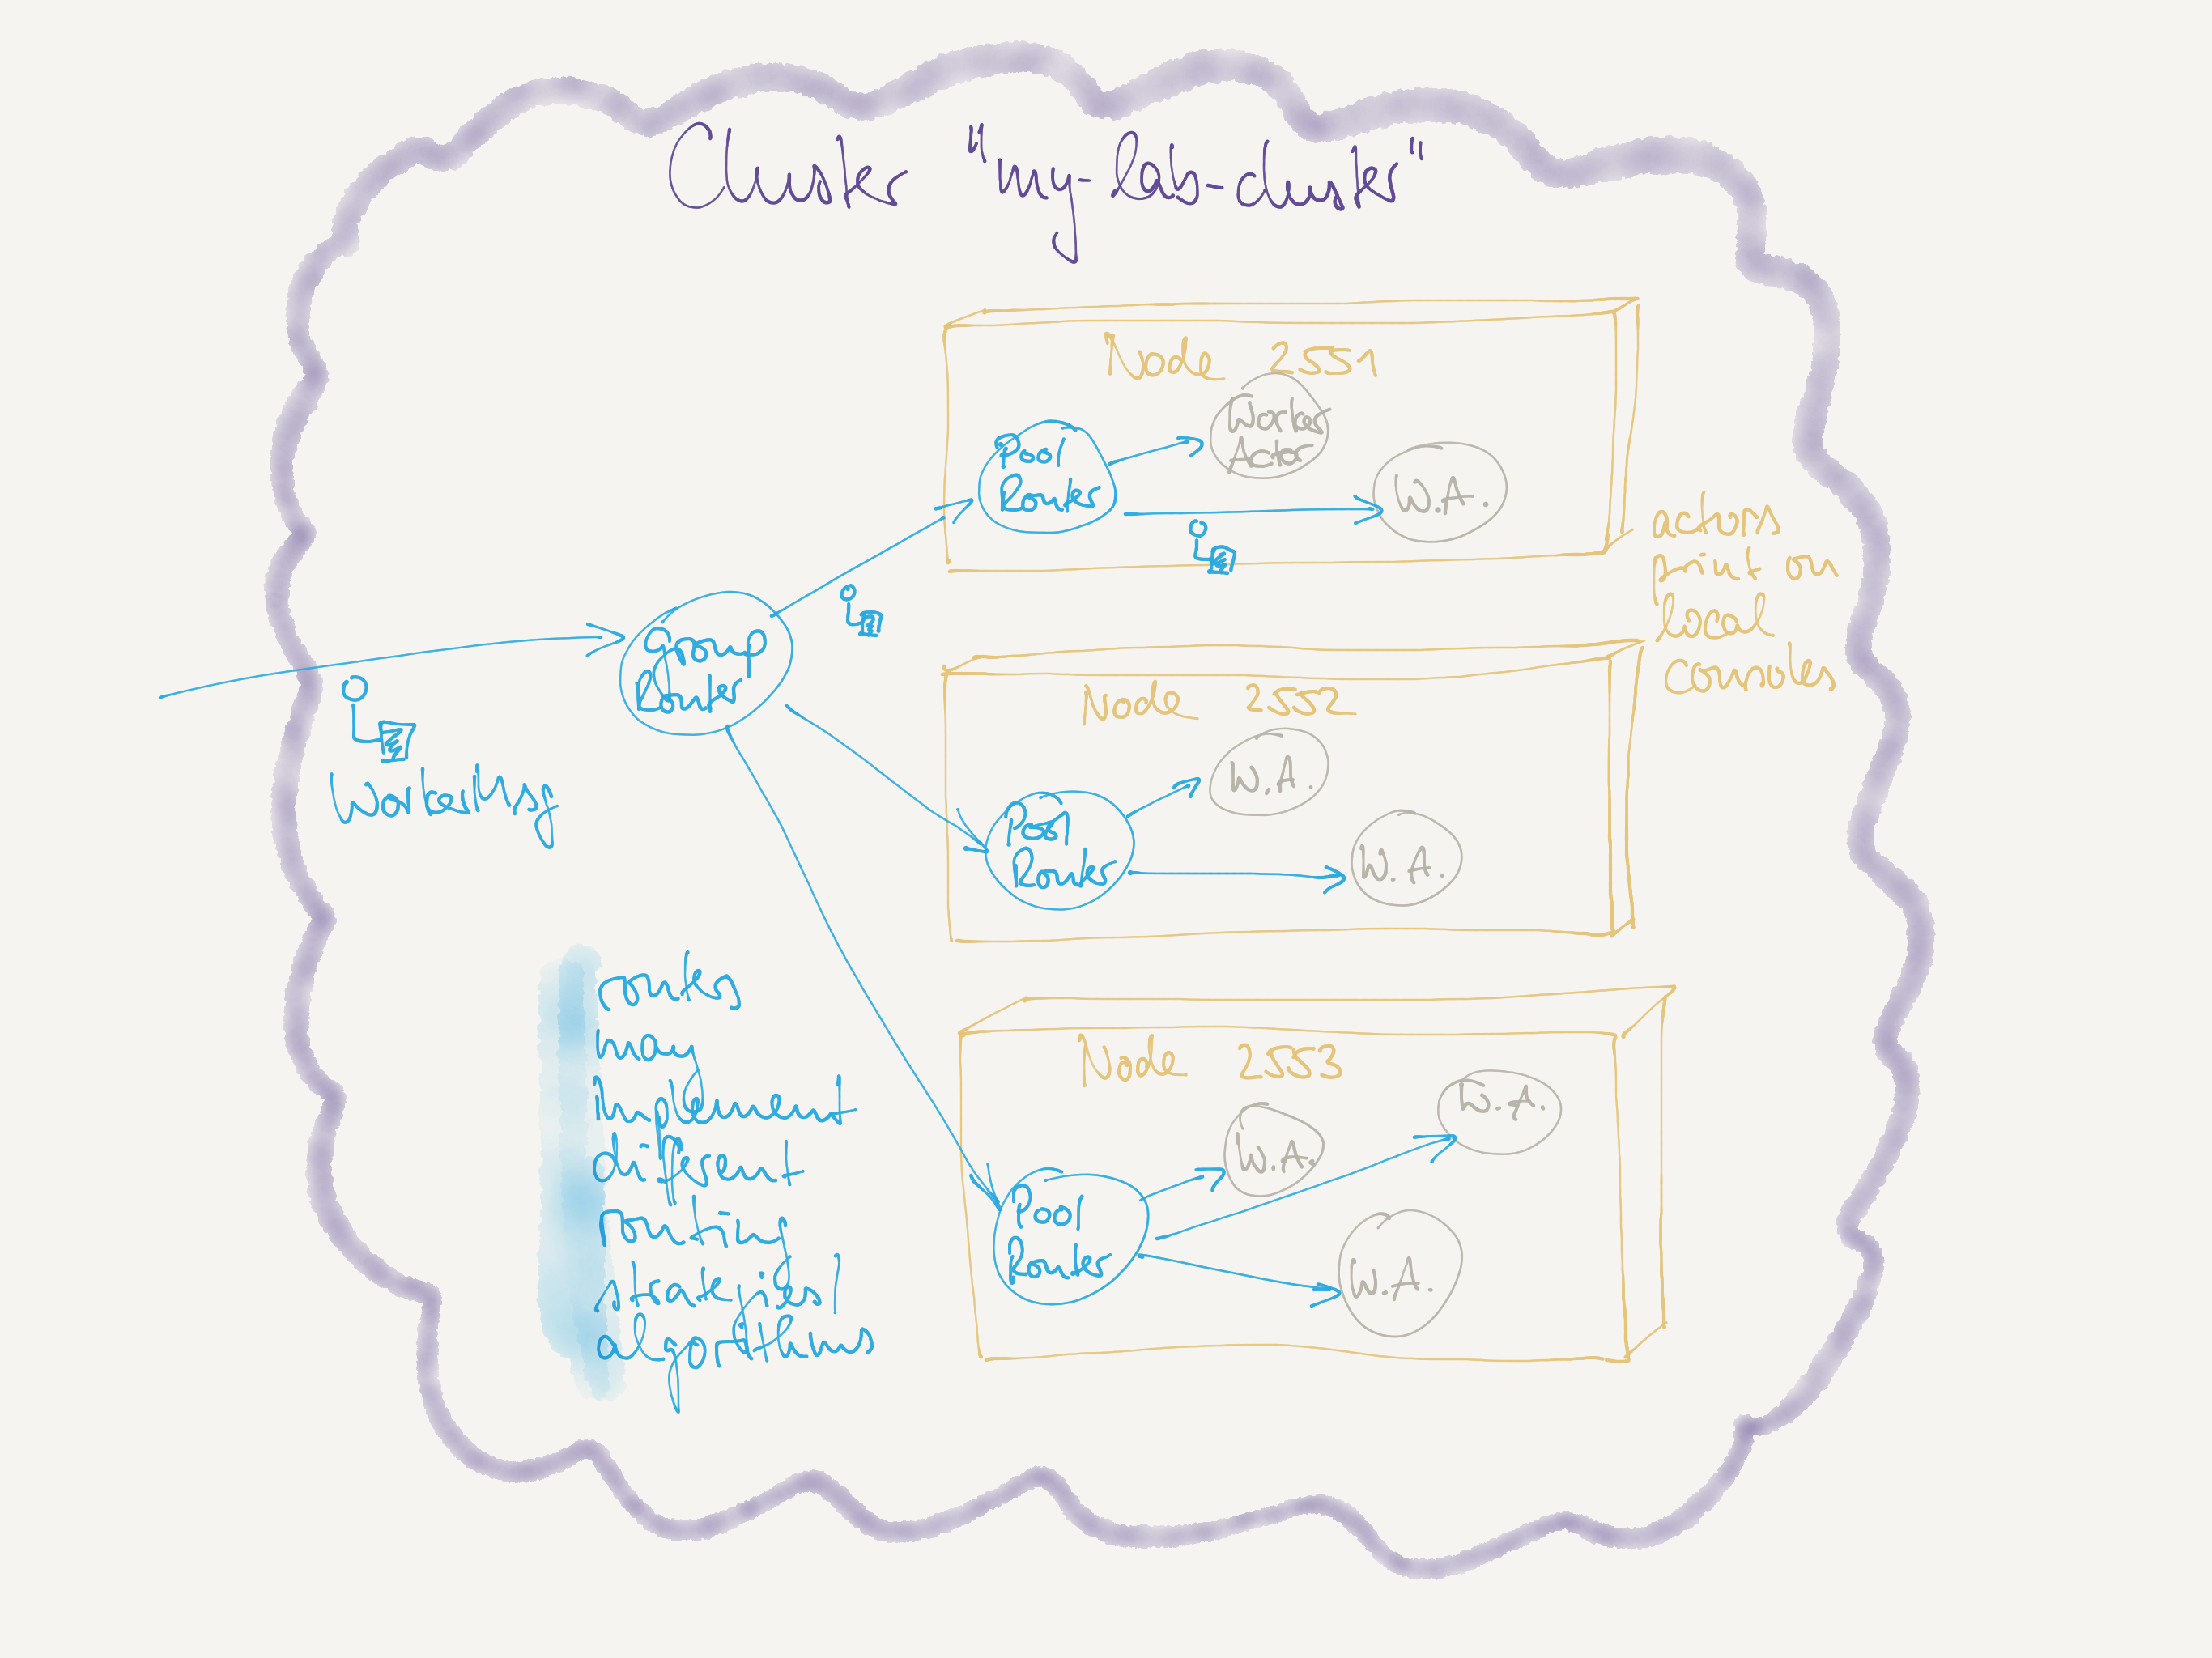 Cluster "my-lab-cluster"
Node 2551
Pool
Router
Worker
Actor
W.A.
actors
print on
local
consoles
Group
Router
WorkerMsg
Node 2552
Pool
Router
W.A.
W.A.
Node 2553
Pool
Router
W.A.
W.A.
W.A.
routers
may
implement
different
routing
strategies/
algorithms